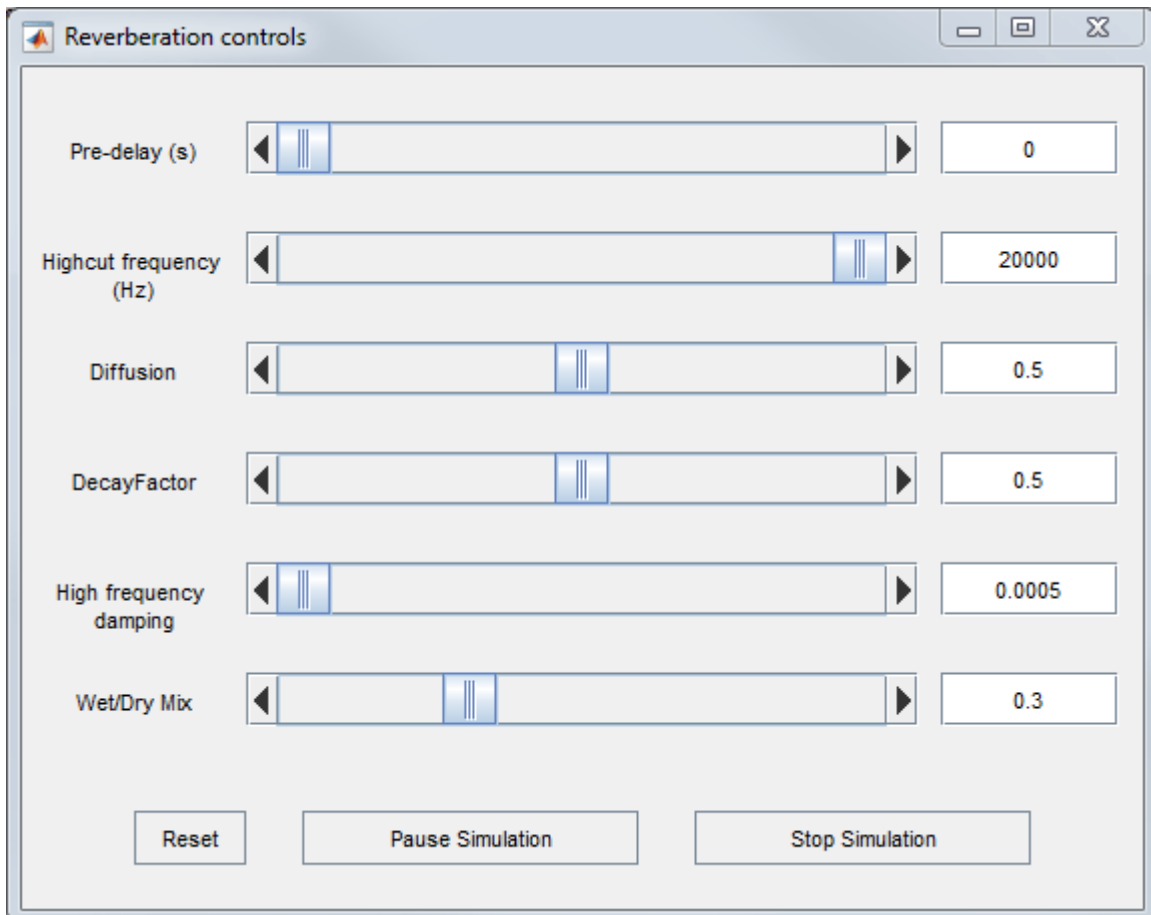 Reverberation controls
Pre-delay (s)
0
Highcut frequency
(Hz)
20000
Diffusion
0.5
DecayFactor
0.5
High frequency
damping
0.0005
Wet/Dry Mix
0.3
Reset
Pause Simulation
Stop Simulation